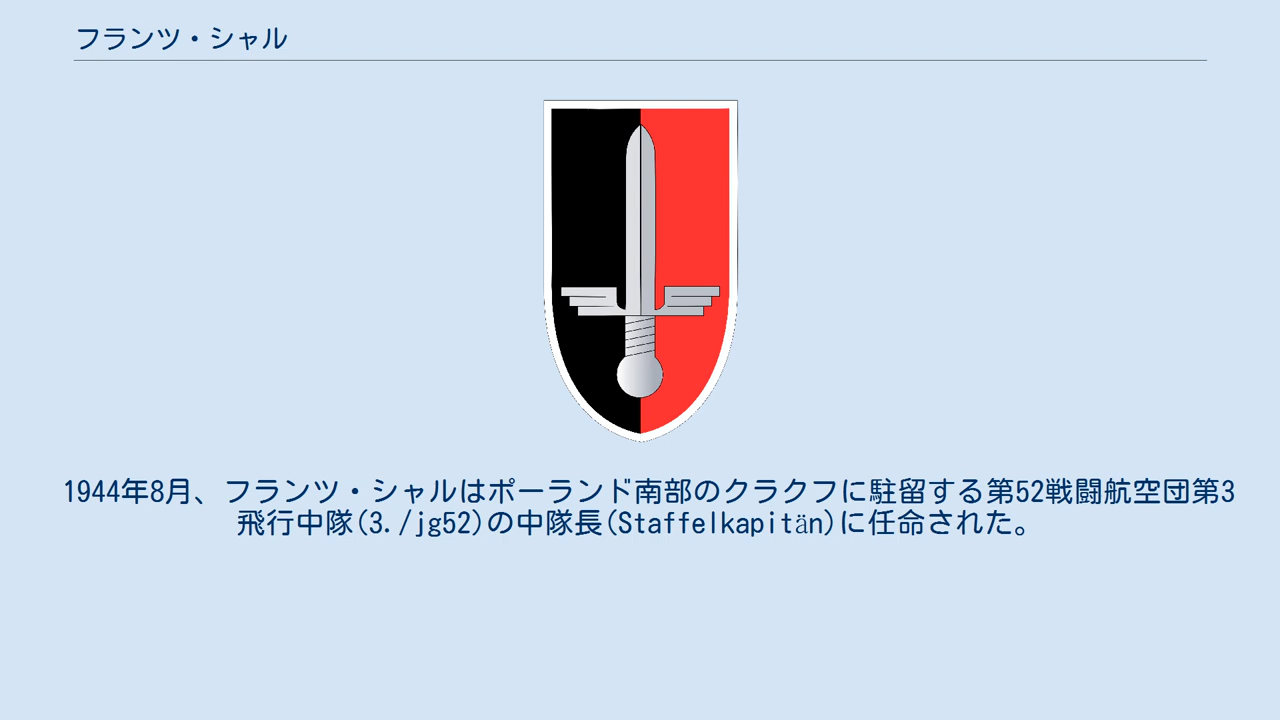 フランツ・シャル
1944年8月、フランツ・シャルはポーランド南部のクラクフに駐留する第52戦闘航空団第3
飛行中隊(3./jg52)の中隊長(Staffelkapitän)に任命された。